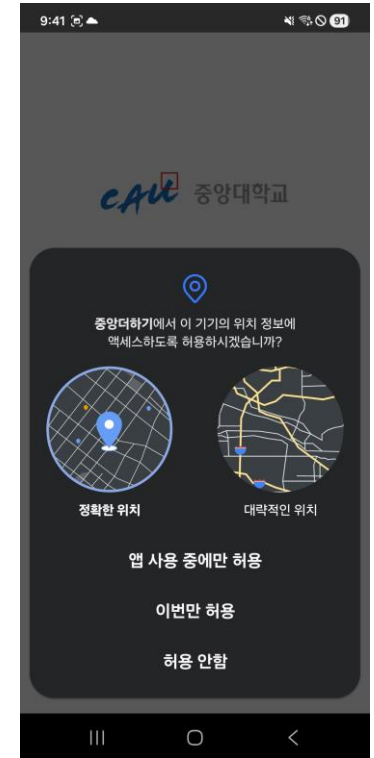 9:41
91
CAU 중앙대학교
중앙더하기에서 이 기기의 위치 정보에
액세스하도록 허용하시겠습니까?
정확한 위치
대략적인 위치
앱 사용 중에만 허용
이번만 허용
허용 안함